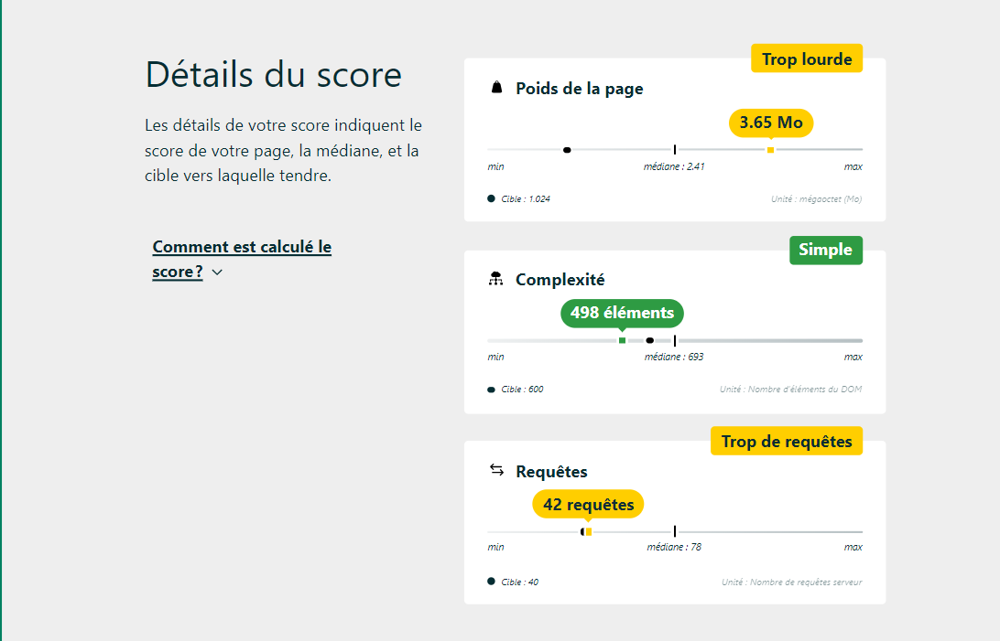 Détails du score
Les détails de votre score indiquent le
score de votre page, la médiane, et la
cible vers laquelle tendre.
Comment est calculé le
score ?
Trop lourde
Poids de la page
3.65 Mo
min
médiane : 2.41
max
Cible : 1.024
Unité : mégaoctet (Mo)
Simple
Complexité
498 éléments
min
médiane : 693
max
Cible : 600
Unité : Nombre d'éléments du DOM
Trop de requêtes
Requêtes
42 requêtes
min
médiane : 78
max
Cible : 40
Unité : Nombre de requêtes serveur